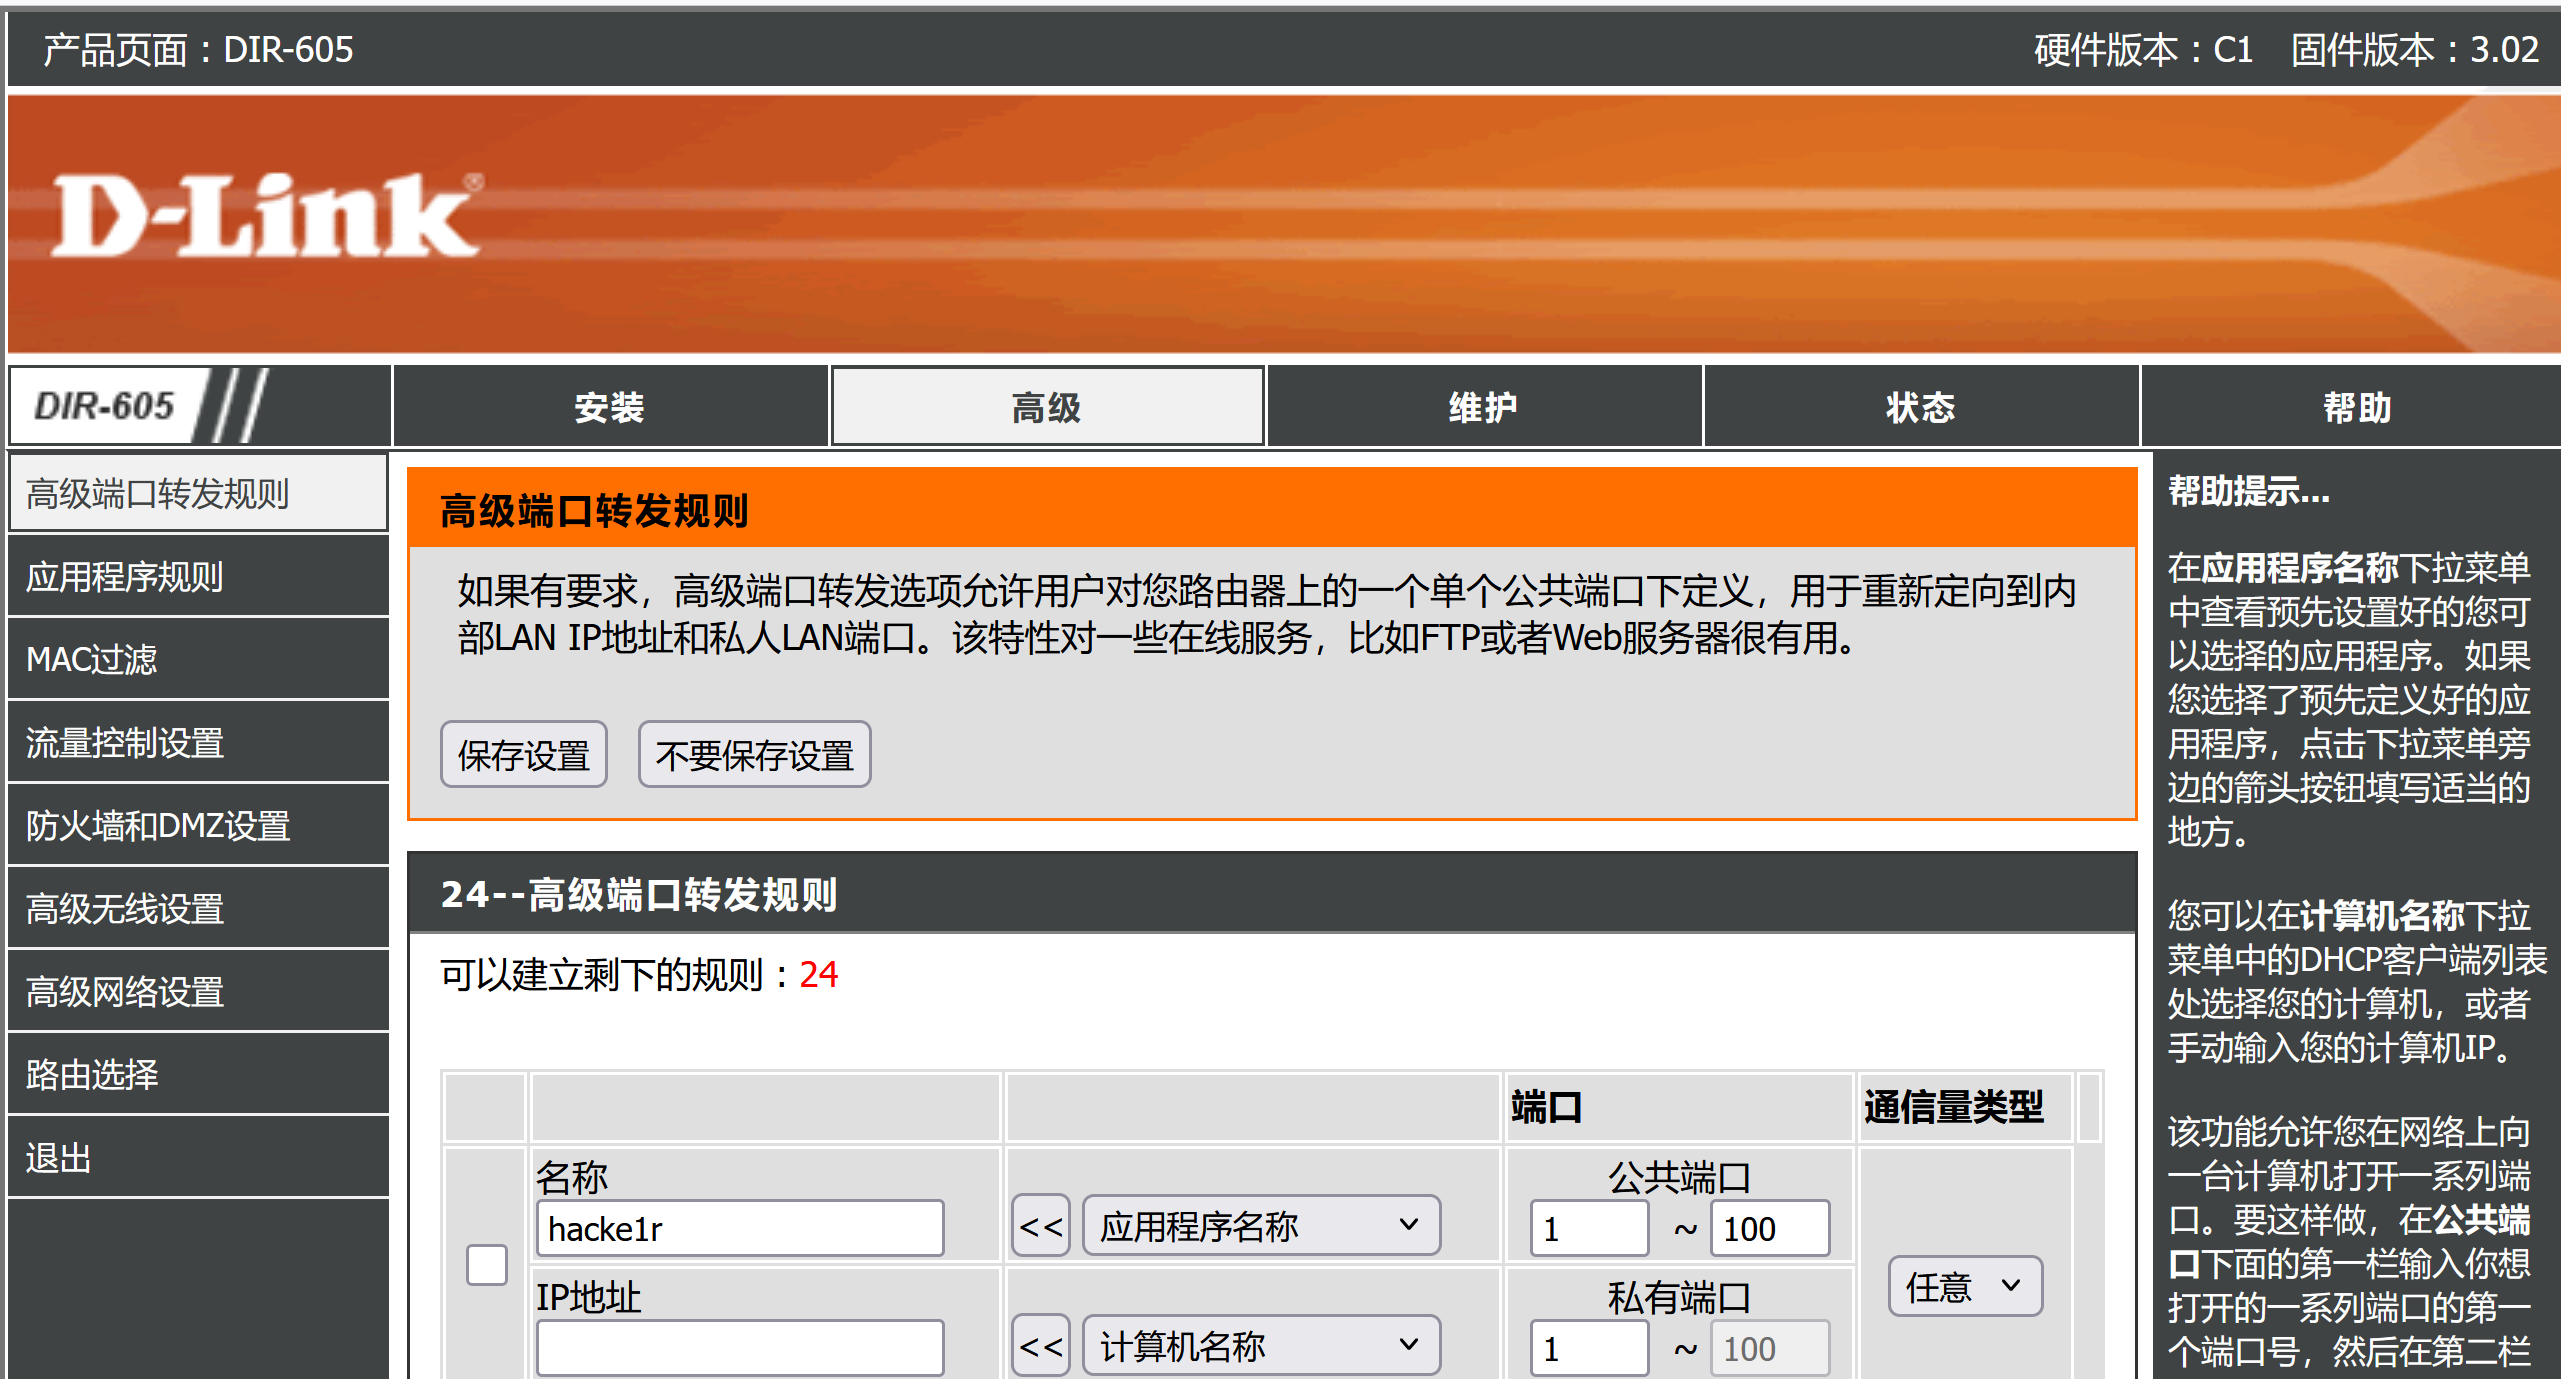 产品页面：DIR-605
硬件版本：C1 固件版本：3.02
D-Link®
DIR-605
安装
高级
维护
状态
帮助
高级端口转发规则
应用程序规则
MAC过滤
流量控制设置
防火墙和DMZ设置
高级无线设置
高级网络设置
路由选择
退出
高级端口转发规则
如果有要求，高级端口转发选项允许用户对您路由器上的一个单个公共端口下定义，用于重新定向到内
部LAN IP地址和私人LAN端口。该特性对一些在线服务，比如FTP或者Web服务器很有用。
保存设置
不要保存设置
24--高级端口转发规则
可以建立剩下的规则：24
端口
通信量类型
名称
hacke1r
<<
应用程序名称
公共端口
1 ~ 100
任意
IP地址
<<
计算机名称
私有端口
1 ~ 100
帮助提示...
在应用程序名称下拉菜单
中查看预先设置好的您可
以选择的应用程序。如果
您选择了预先定义好的应
用程序，点击下拉菜单旁
边的箭头按钮填写适当的
地方。
您可以在计算机名称下拉
菜单中的DHCP客户端列表
处选择您的计算机，或者
手动输入您的计算机IP。
该功能允许您在网络上向
一台计算机打开一系列端
口。要这样做，在公共端
口下面的第一栏输入你想
打开的一系列端口的第一
个端口号，然后在第二栏